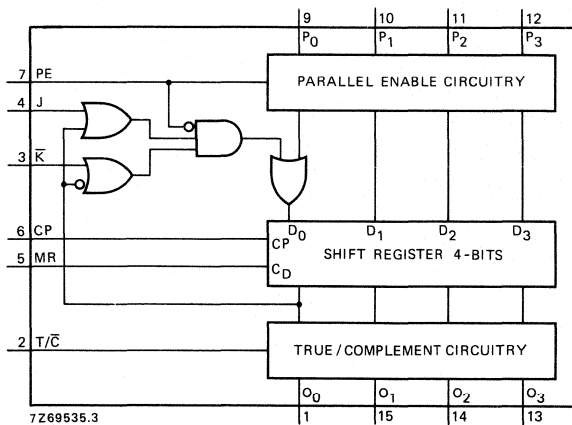 9 10 11 12
P0 P1 P2 P3
7 PE
PARALLEL ENABLE CIRCUITRY
4 J
3 K̅
D0 D1 D2 D3
6 CP
CP
SHIFT REGISTER 4-BITS
5 MR
CD
2 T/C̅
TRUE/COMPLEMENT CIRCUITRY
O0 O1 O2 O3
7Z69535.3
1 15 14 13